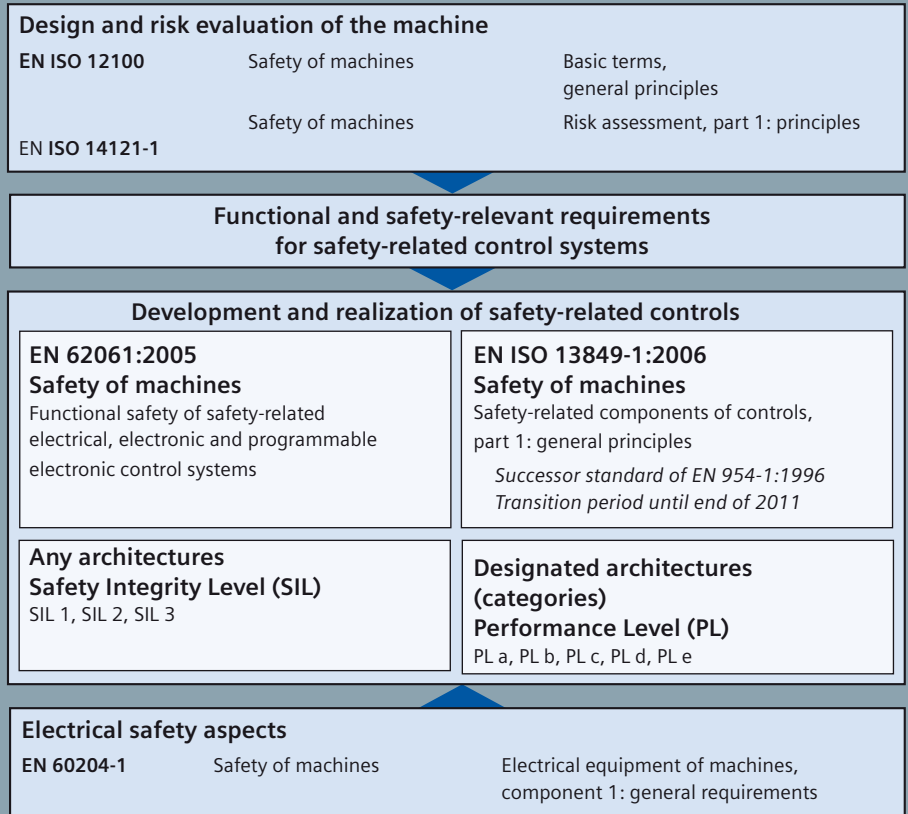 Design and risk evaluation of the machine
EN ISO 12100 Safety of machines Basic terms,
general principles
Safety of machines Risk assessment, part 1: principles
EN ISO 14121-1
Functional and safety-relevant requirements
for safety-related control systems
Development and realization of safety-related controls
EN 62061:2005
Safety of machines
Functional safety of safety-related
electrical, electronic and programmable
electronic control systems
EN ISO 13849-1:2006
Safety of machines
Safety-related components of controls,
part 1: general principles
Successor standard of EN 954-1:1996
Transition period until end of 2011
Any architectures
Safety Integrity Level (SIL)
SIL 1, SIL 2, SIL 3
Designated architectures
(categories)
Performance Level (PL)
PL a, PL b, PL c, PL d, PL e
Electrical safety aspects
EN 60204-1 Safety of machines Electrical equipment of machines,
component 1: general requirements